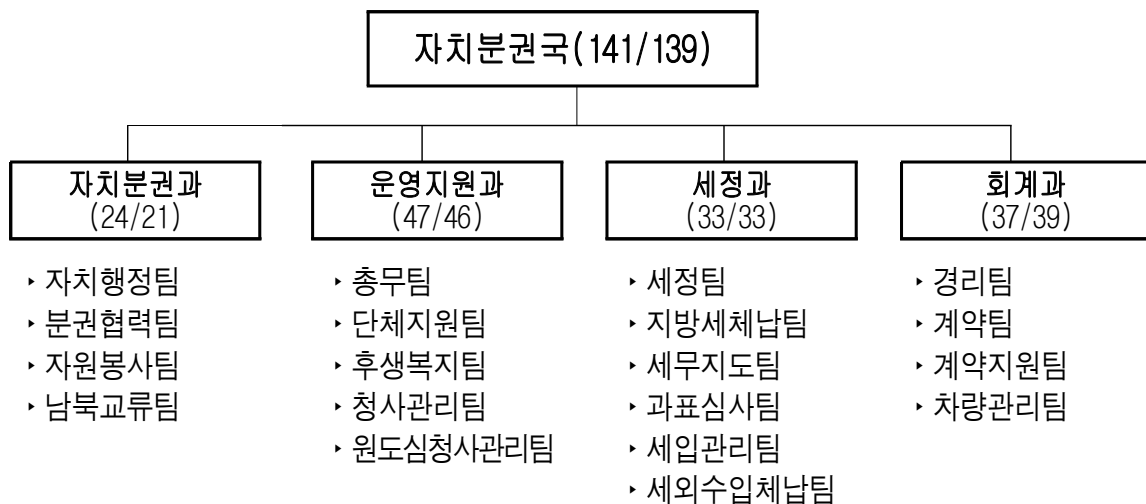 자치분권국(141/139)
자치분권과
(24/21)
‣ 자치행정팀
‣ 분권협력팀
‣ 자원봉사팀
‣ 남북교류팀
운영지원과
(47/46)
‣ 총무팀
‣ 단체지원팀
‣ 후생복지팀
‣ 청사관리팀
‣ 원도심청사관리팀
세정과
(33/33)
‣ 세정팀
‣ 지방세체납팀
‣ 세무지도팀
‣ 과표심사팀
‣ 세입관리팀
‣ 세외수입체납팀
회계과
(37/39)
‣ 경리팀
‣ 계약팀
‣ 계약지원팀
‣ 차량관리팀